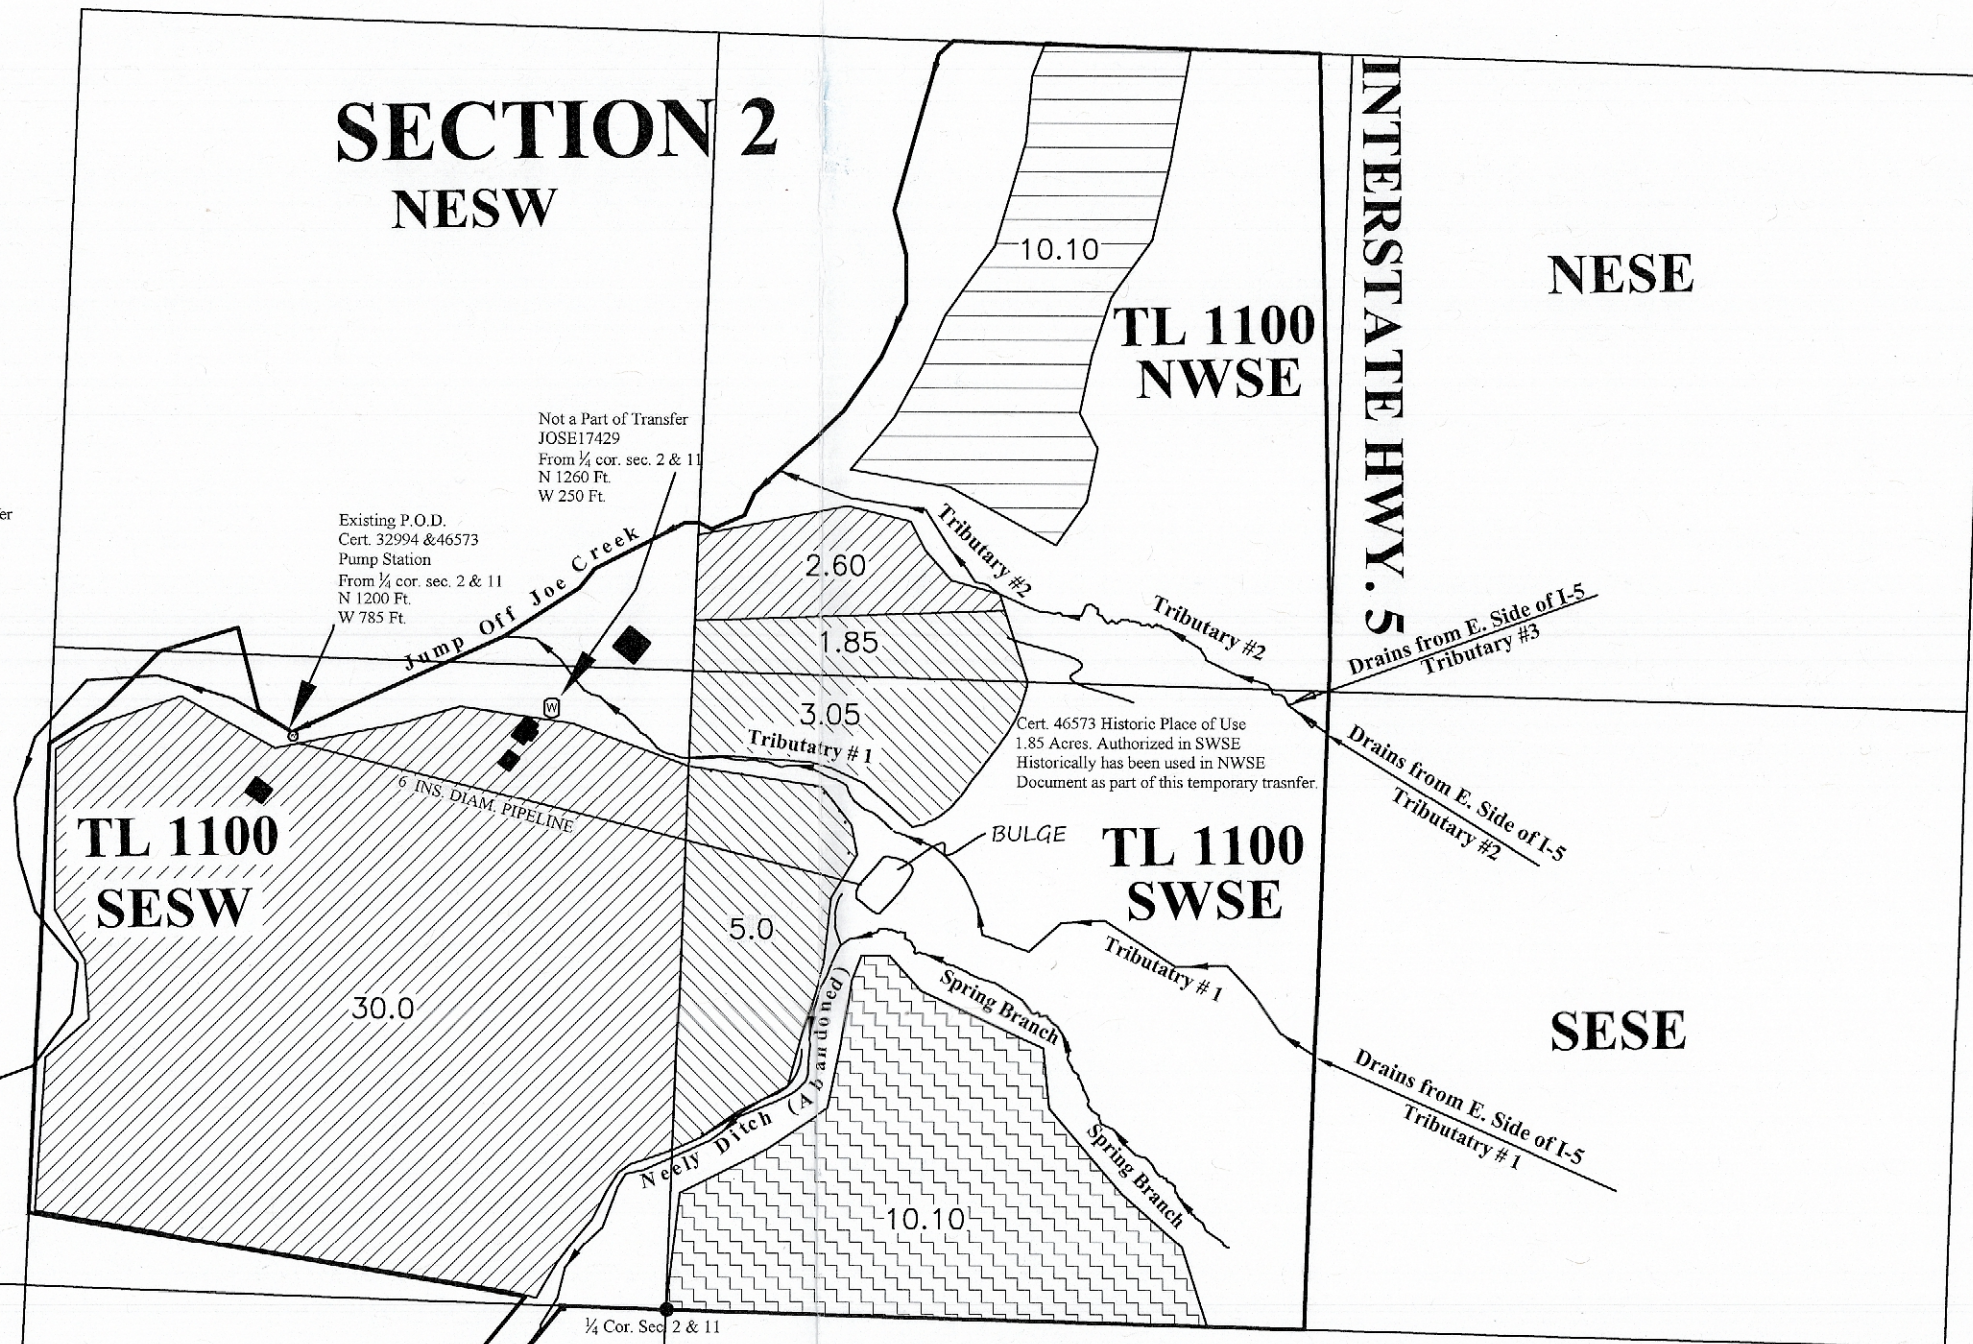 SECTION 2
NESW
INTERSTATE HWY. 5
10.10
NESE
TL 1100
NWSE
Not a Part of Transfer
JOSE17429
From ¼ cor. sec. 2 & 11
N 1260 Ft.
W 250 Ft.
er
Existing P.O.D.
Cert. 32994 &46573
Pump Station
From ¼ cor. sec. 2 & 11
N 1200 Ft.
W 785 Ft.
Jump Off Joe Creek
Tributary #2
2.60
Tributary #2
1.85
Drains from E. Side of I-5
Tributary #3
3.05
Tributatry # 1
Cert. 46573 Historic Place of Use
1.85 Acres. Authorized in SWSE
Historically has been used in NWSE
Document as part of this temporary trasnfer.
Drains from E. Side of I-5
Tributary #2
W
6 INS. DIAM. PIPELINE
TL 1100
SESW
BULGE
TL 1100
SWSE
5.0
Tributatry # 1
30.0
Spring Branch
SESE
Neely Ditch (Abandoned)
Drains from E. Side of I-5
Tributatry # 1
Spring Branch
10.10
¼ Cor. Sec. 2 & 11